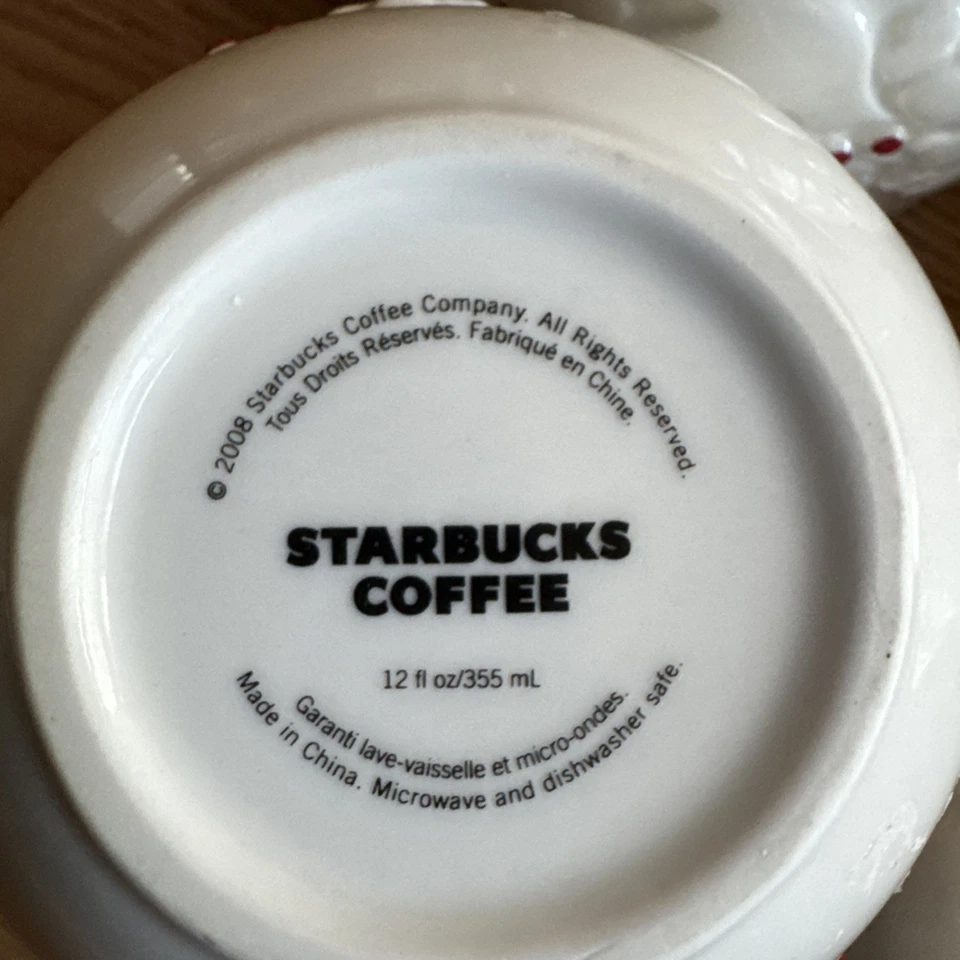 © 2008 Starbucks Coffee Company. All Rights Reserved.
Tous Droits Réservés. Fabriqué en Chine.
STARBUCKS
COFFEE
12 fl oz/355 mL
Garanti lave-vaisselle et micro-ondes.
Made in China. Microwave and dishwasher safe.